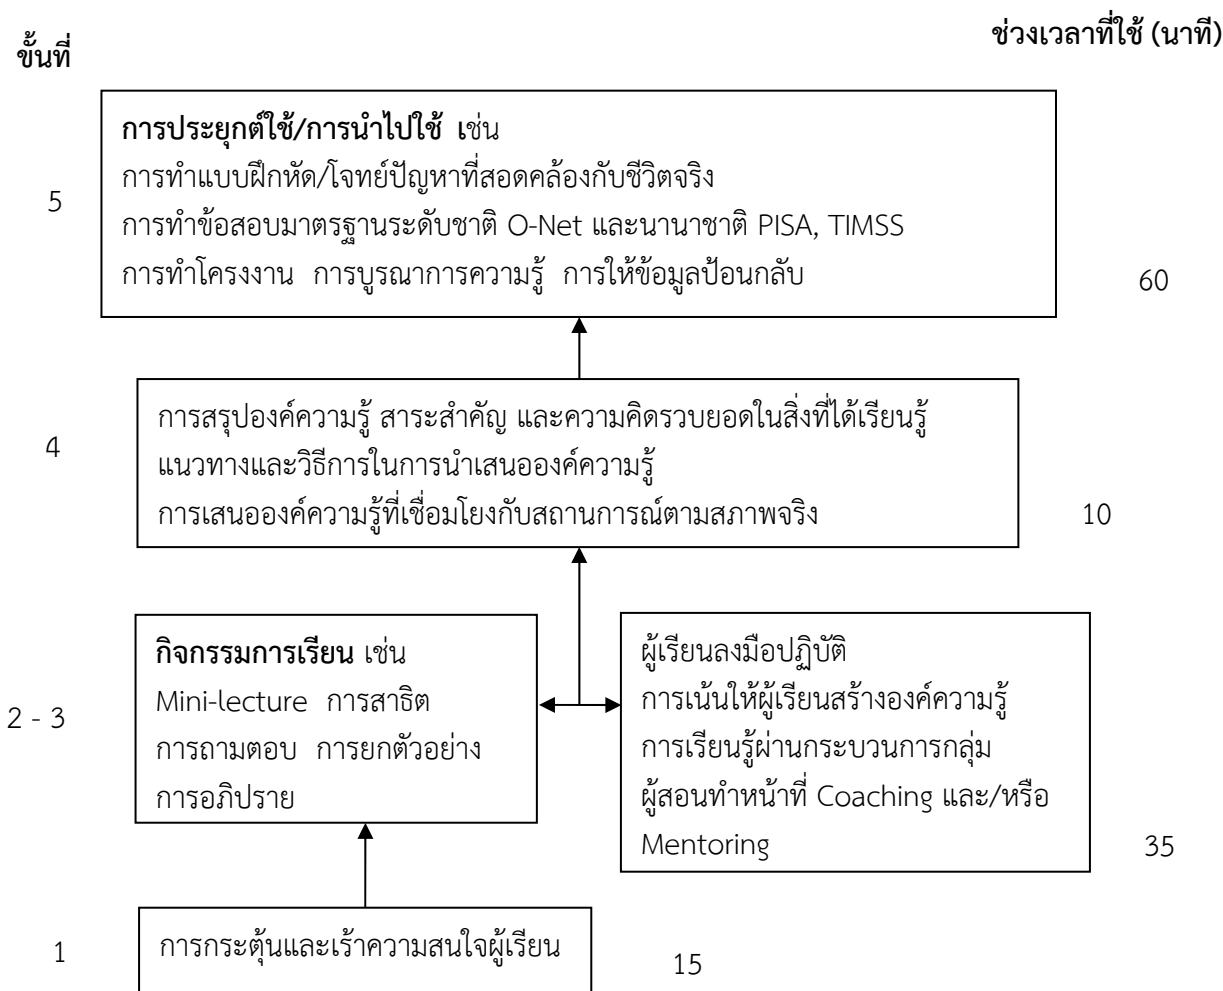 ช่วงเวลาที่ใช้ (นาที)
ขั้นที่
การประยุกต์ใช้/การนำไปใช้ เช่น
การทำแบบฝึกหัด/โจทย์ปัญหาที่สอดคล้องกับชีวิตจริง
5
การทำข้อสอบมาตรฐานระดับชาติ O-Net และนานาชาติ PISA, TIMSS
การทำโครงงาน การบูรณาการความรู้ การให้ข้อมูลป้อนกลับ
60
การสรุปองค์ความรู้ สาระสำคัญ และความคิดรวบยอดในสิ่งที่ได้เรียนรู้
4
แนวทางและวิธีการในการนำเสนอองค์ความรู้
การเสนอองค์ความรู้ที่เชื่อมโยงกับสถานการณ์ตามสภาพจริง
10
กิจกรรมการเรียน เช่น
Mini-lecture การสาธิต
2 - 3
การถามตอบ การยกตัวอย่าง
การอภิปราย
ผู้เรียนลงมือปฏิบัติ
การเน้นให้ผู้เรียนสร้างองค์ความรู้
การเรียนรู้ผ่านกระบวนการกลุ่ม
ผู้สอนทำหน้าที่ Coaching และ/หรือ
Mentoring
35
1
การกระตุ้นและเร้าความสนใจผู้เรียน
15